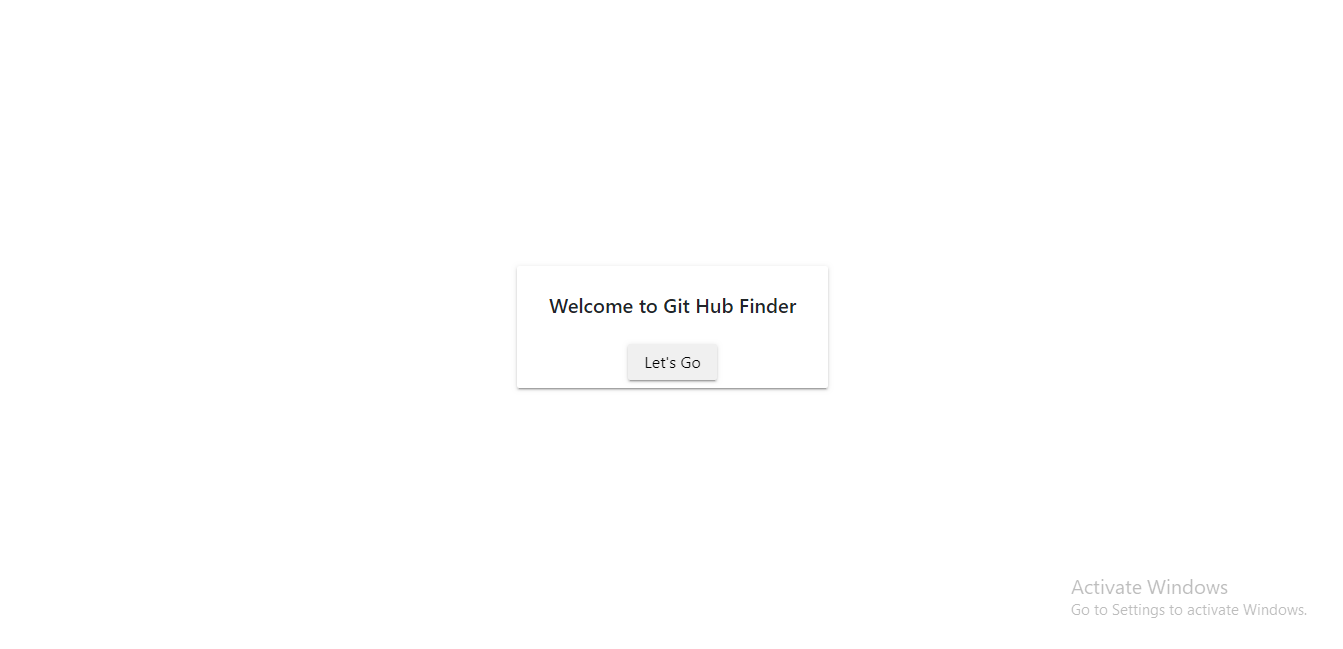 Welcome to Git Hub Finder
Let's Go
Activate Windows
Go to Settings to activate Windows.